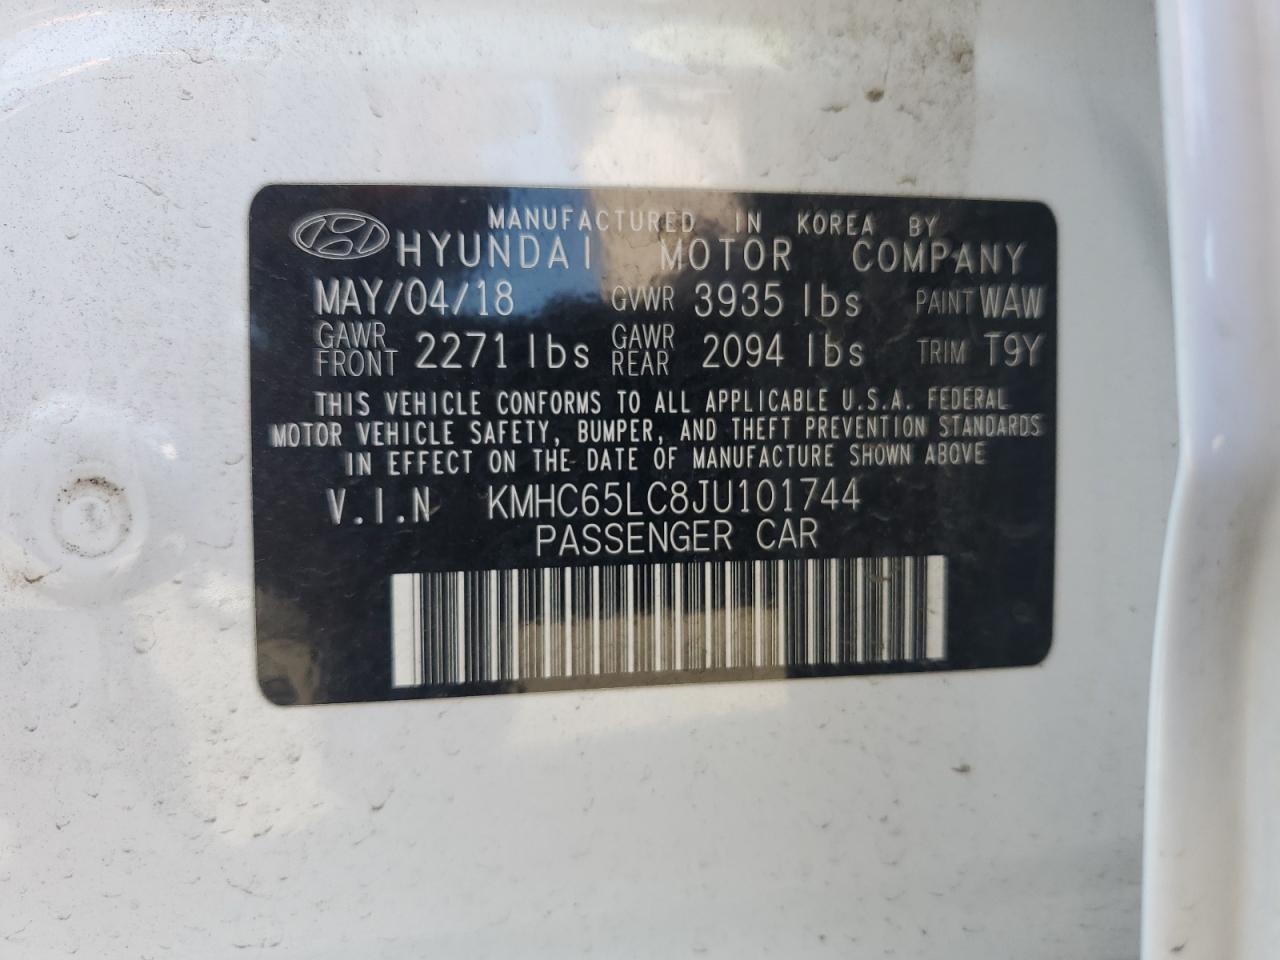 MANUFACTURED IN KOREA BY
HYUNDAI MOTOR COMPANY
MAY/04/18 GVWR 3935 lbs PAINT WAW
GAWR FRONT 2271 lbs GAWR REAR 2094 lbs TRIM T9Y
THIS VEHICLE CONFORMS TO ALL APPLICABLE U.S.A. FEDERAL
MOTOR VEHICLE SAFETY, BUMPER, AND THEFT PREVENTION STANDARDS
IN EFFECT ON THE DATE OF MANUFACTURE SHOWN ABOVE
V.I.N KMHC65LC8JU101744
PASSENGER CAR